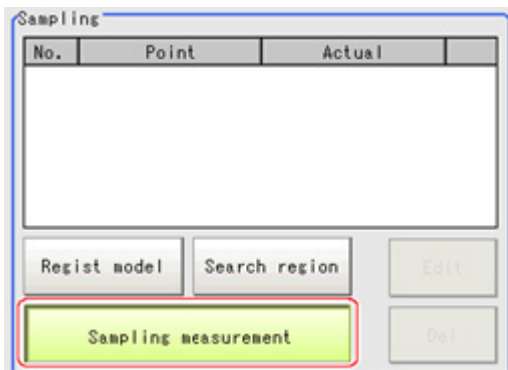 Sampling
No. Point Actual
Regist model Search region Edit
Sampling measurement Del